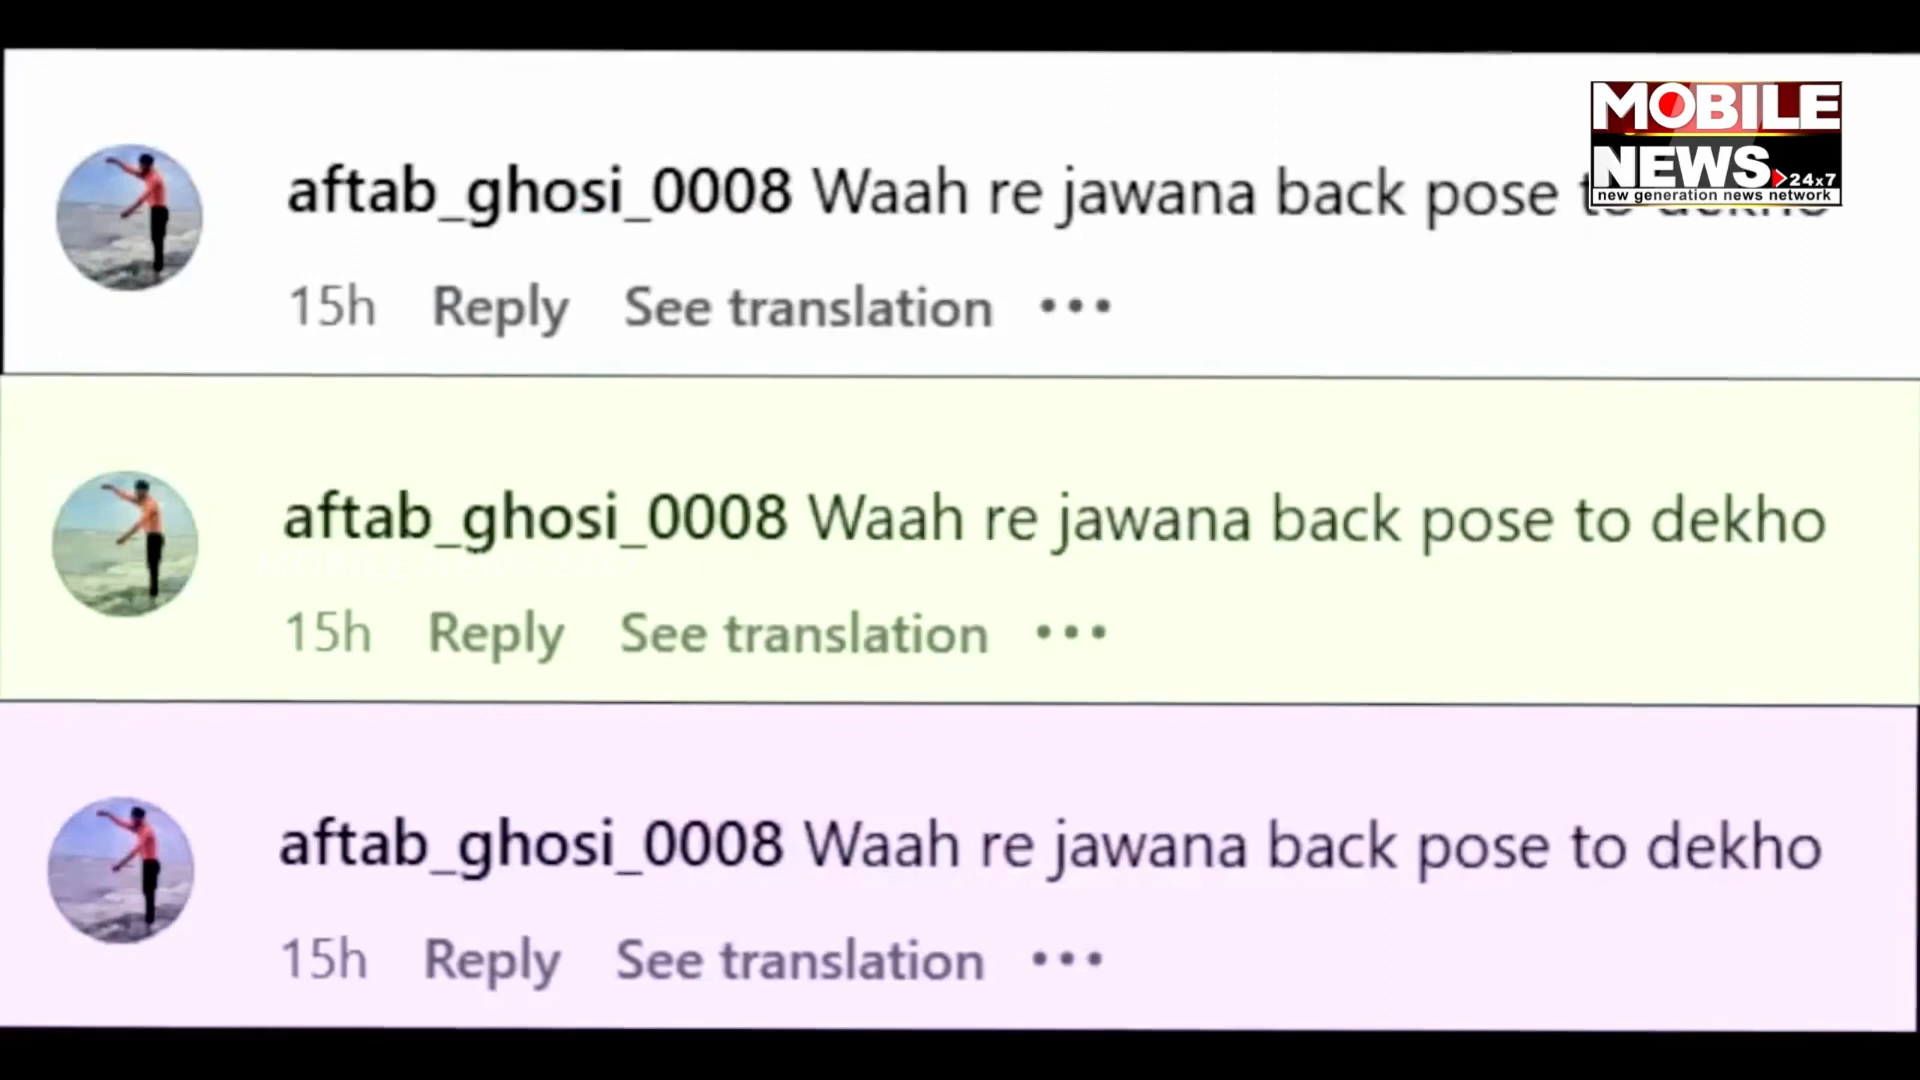 MOBILE
NEWS 24x7
new generation news network
aftab_ghosi_0008 Waah re jawana back pose
15h Reply See translation •••
aftab_ghosi_0008 Waah re jawana back pose to dekho
15h Reply See translation •••
aftab_ghosi_0008 Waah re jawana back pose to dekho
15h Reply See translation •••